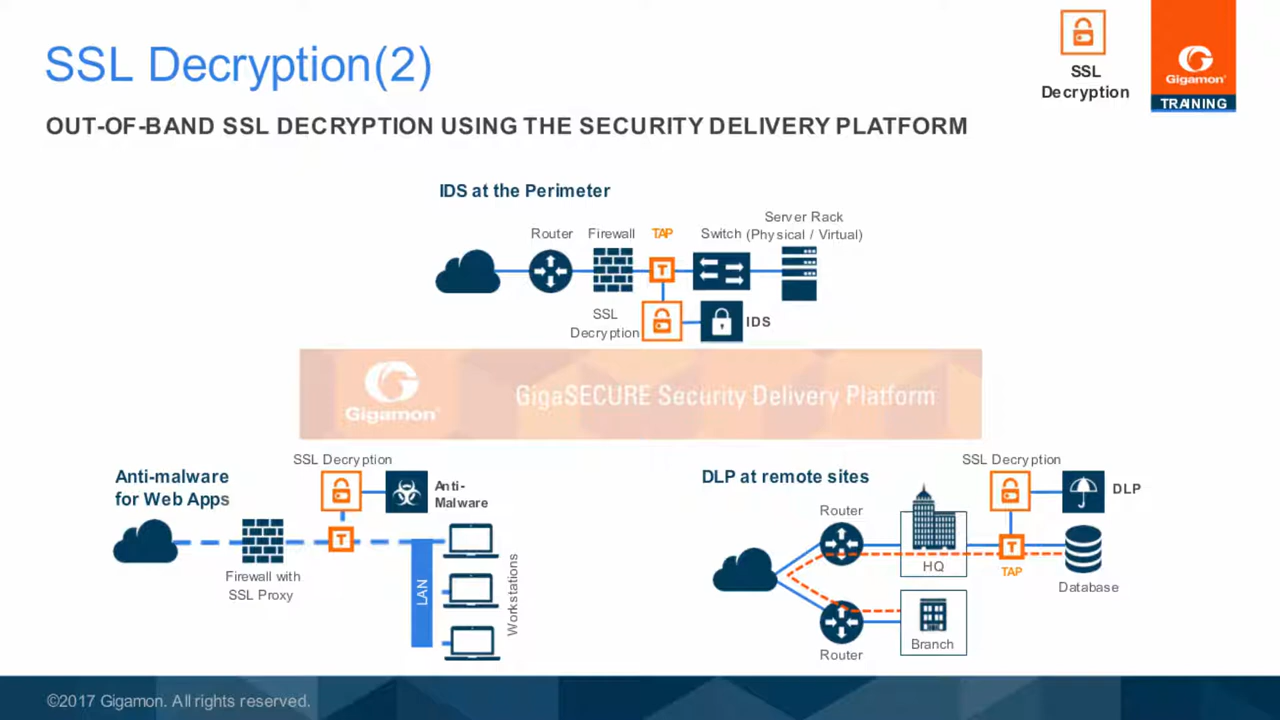 SSL Decryption(2)
SSL
Decryption
Gigamon®
TRAINING
OUT-OF-BAND SSL DECRYPTION USING THE SECURITY DELIVERY PLATFORM
IDS at the Perimeter
Router
Firewall
TAP
Switch
Server Rack
(Physical / Virtual)
T
SSL
Decryption
IDS
Gigamon®
GigaSECURE Security Delivery Platform
Anti-malware
for Web Apps
SSL Decryption
Anti-
Malware
T
Firewall with
SSL Proxy
LAN
Workstations
DLP at remote sites
SSL Decryption
DLP
Router
HQ
T
TAP
Database
Branch
Router
©2017 Gigamon. All rights reserved.